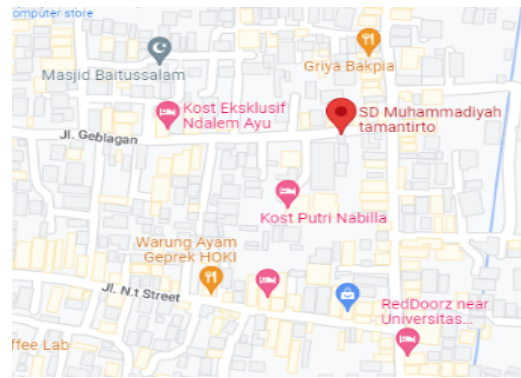 omputer store
Griya Bakpia
Masjid Baitussalam
Kost Eksklusif
Ndalem Ayu
SD Muhammadiyah
tamantirto
Jl. Geblagan
Kost Putri Nabilla
Warung Ayam
Geprek HOKI
Jl. N.t Street
RedDoorz near
Universitas...
ffee Lab